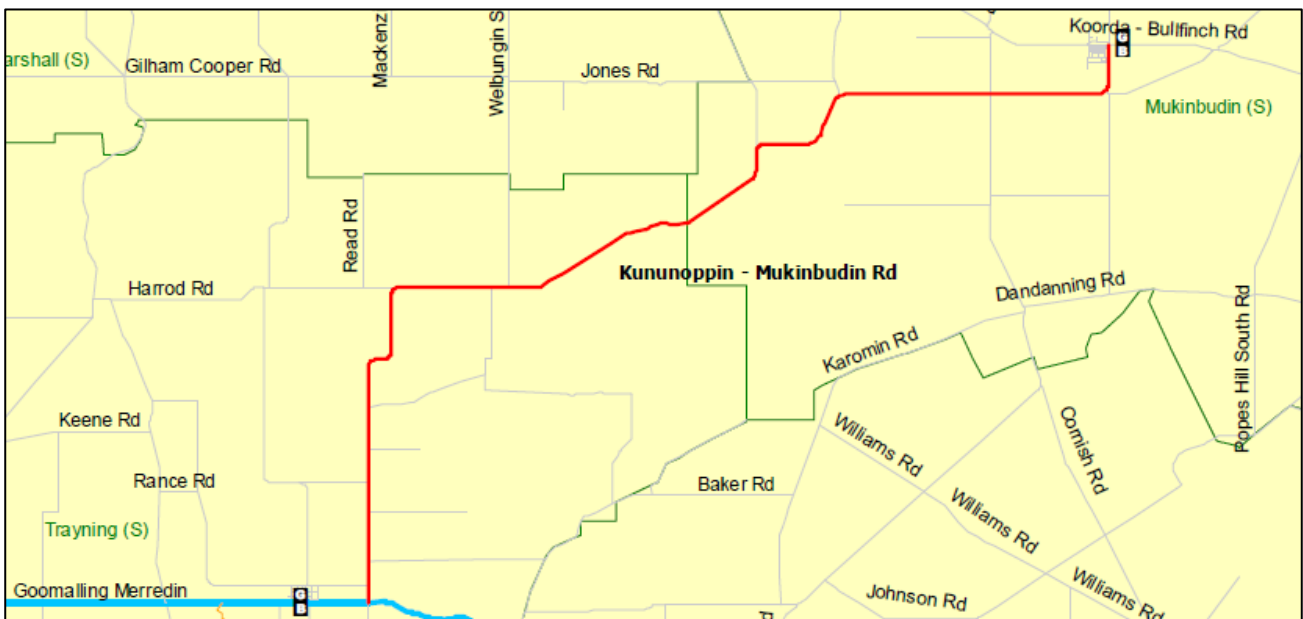 Koorda - Bullfinch Rd
G
B
arshall (S)
Gilham Cooper Rd
Mackenz
Welbungin S
Jones Rd
Mukinbudin (S)
Read Rd
Kununoppin - Mukinbudin Rd
Harrod Rd
Dandanning Rd
Karomin Rd
Popes Hill South Rd
Keene Rd
Williams Rd
Cornish Rd
Rance Rd
Baker Rd
Williams Rd
Trayning (S)
Goomalling Merredin
G
B
Johnson Rd
Williams Rd